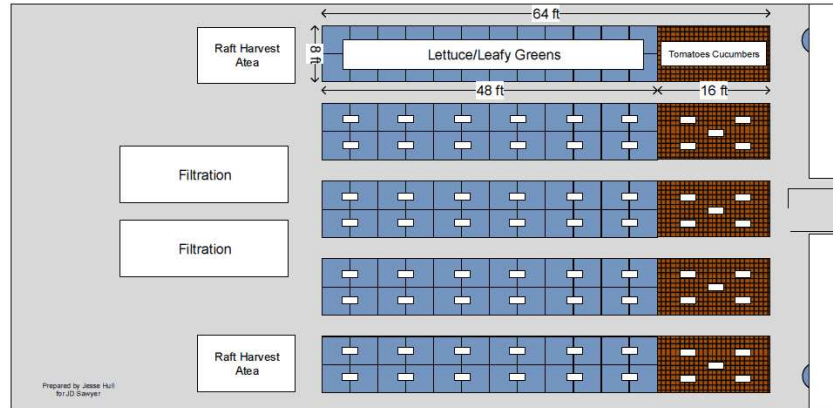 64 ft
Raft Harvest
Atea
8 ft
Lettuce/Leafy Greens
Tomatoes Cucumbers
48 ft
16 ft
Filtration
Filtration
Raft Harvest
Atea
Prepared by Jesse Hull
for JD Sawyer